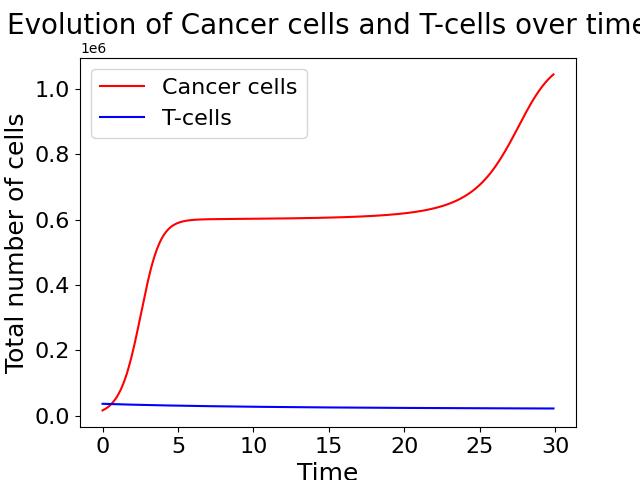 Evolution of Cancer cells and T-cells over time
1e6
Cancer cells
T-cells
Total number of cells
1.0
0.8
0.6
0.4
0.2
0.0
0 5 10 15 20 25 30
Time